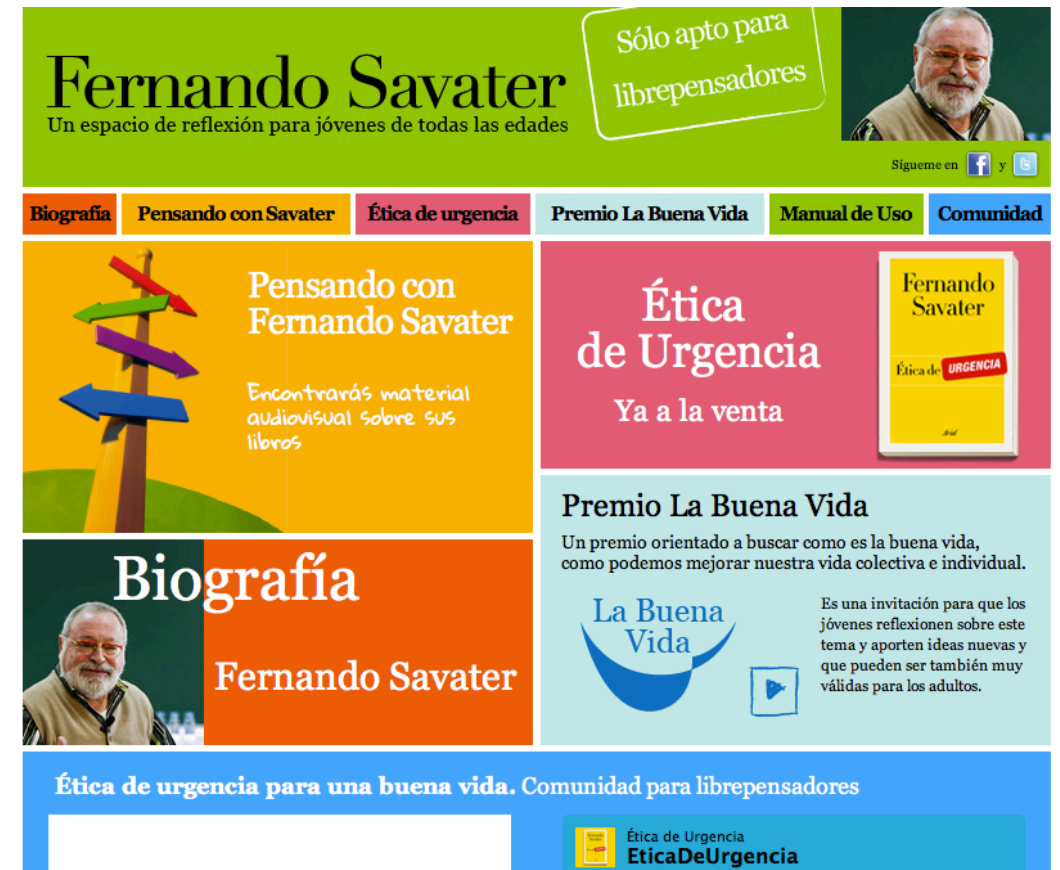 Fernando Savater
Un espacio de reflexión para jóvenes de todas las edades
Sólo apto para
librepensadores
Sígueme en f y t
Biografía Pensando con Savater Ética de urgencia Premio La Buena Vida Manual de Uso Comunidad
Pensando con
Fernando Savater
Encontrarás material
audiovisual sobre sus
libros
Ética
de Urgencia
Ya a la venta
Fernando
Savater
Ética de URGENCIA
Ariel
Biografía
Fernando Savater
Premio La Buena Vida
Un premio orientado a buscar como es la buena vida,
como podemos mejorar nuestra vida colectiva e individual.
La Buena
Vida
Es una invitación para que los
jóvenes reflexionen sobre este
tema y aporten ideas nuevas y
que pueden ser también muy
válidas para los adultos.
Ética de urgencia para una buena vida. Comunidad para librepensadores
Ética de Urgencia
EticaDeUrgencia